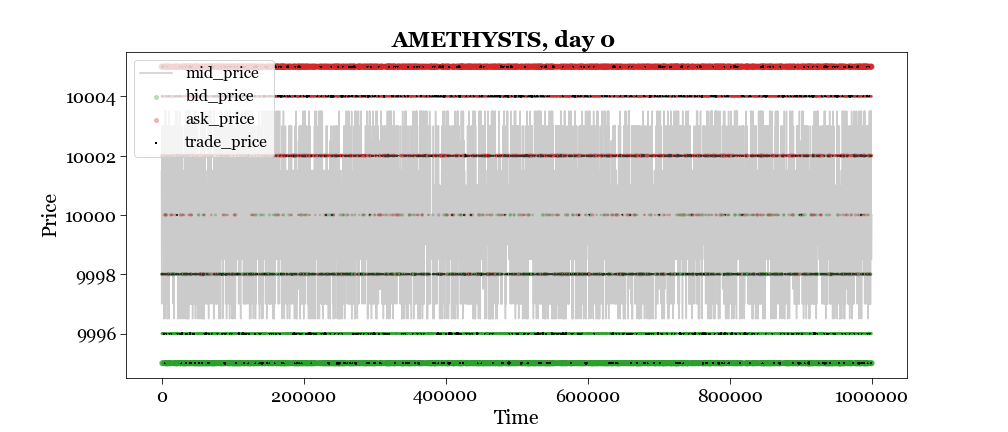 AMETHYSTS, day 0
mid_price
bid_price
ask_price
trade_price
10004
10002
10000
9998
9996
Price
0 200000 400000 600000 800000 1000000
Time